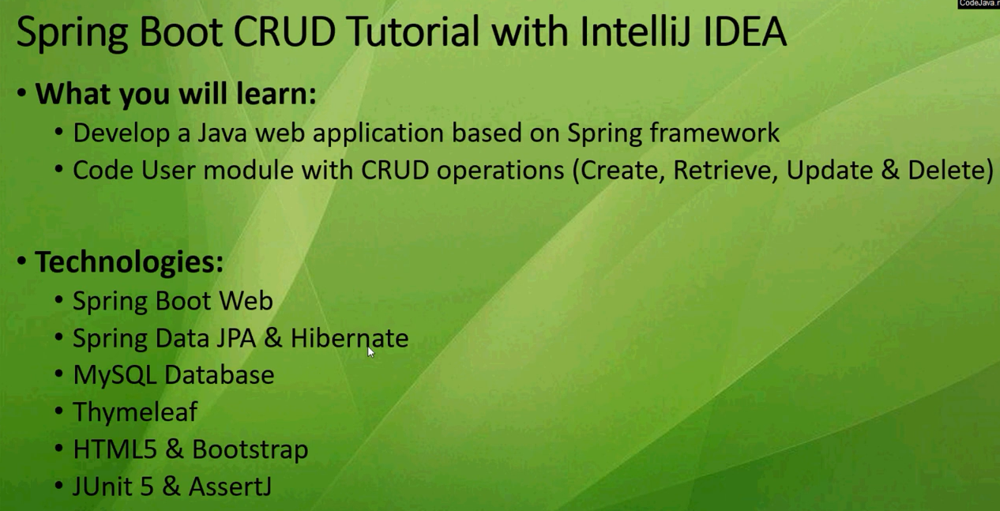 CodeJava.n
Spring Boot CRUD Tutorial with IntelliJ IDEA
• What you will learn:
• Develop a Java web application based on Spring framework
• Code User module with CRUD operations (Create, Retrieve, Update & Delete)
• Technologies:
• Spring Boot Web
• Spring Data JPA & Hibernate
• MySQL Database
• Thymeleaf
• HTML5 & Bootstrap
• JUnit 5 & AssertJ